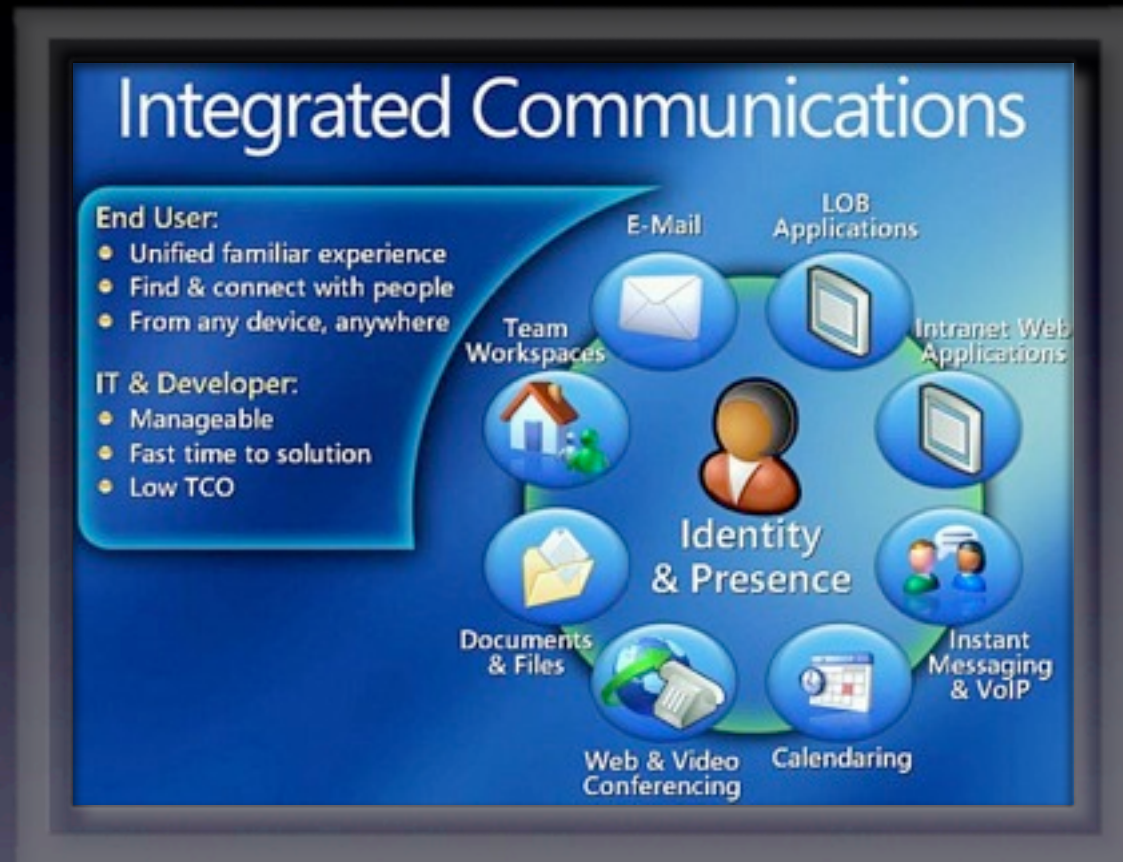 Integrated Communications
End User:
Unified familiar experience
Find & connect with people
From any device, anywhere
IT & Developer:
Manageable
Fast time to solution
Low TCO
E-Mail
LOB
Applications
Intranet Web
Applications
Instant
Messaging
& VoIP
Calendaring
Web & Video
Conferencing
Documents
& Files
Team
Workspaces
Identity
& Presence